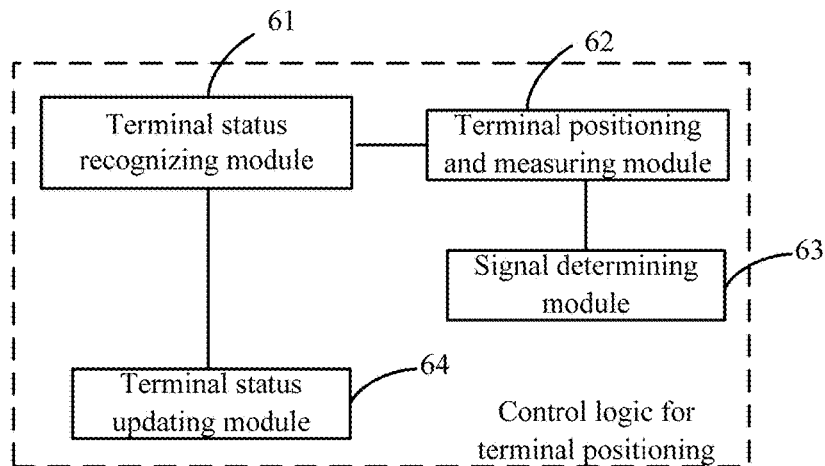 61
62
Terminal status
recognizing module
Terminal positioning
and measuring module
Signal determining
module
63
Terminal status
updating module
64
Control logic for
terminal positioning